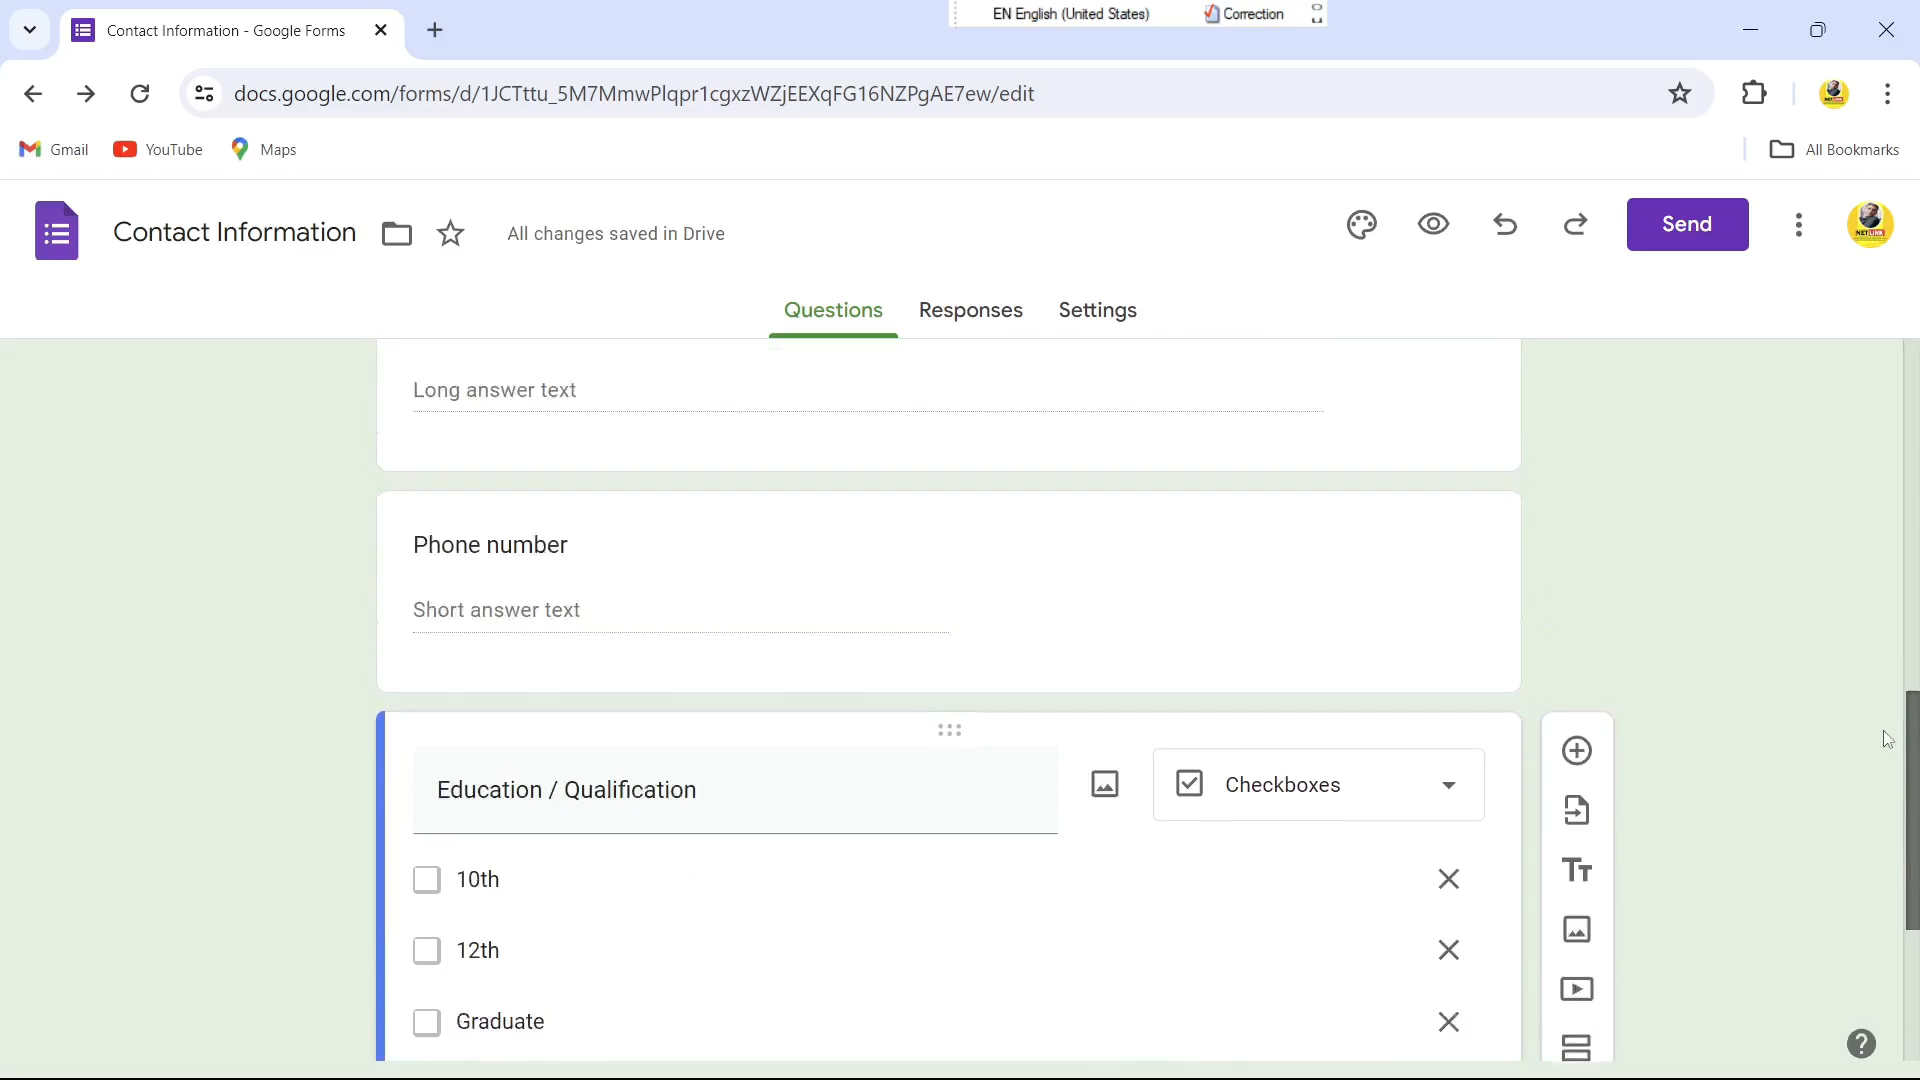 EN English (United States) Correction
Contact Information - Google Forms
docs.google.com/forms/d/1JCTttu_5M7MmwPlqpr1cgxzWZjEEXqFG16NZPgAE7ew/edit
Gmail YouTube Maps All Bookmarks
Contact Information All changes saved in Drive Send
Questions Responses Settings
Long answer text
Phone number
Short answer text
Education / Qualification Checkboxes
10th
12th
Graduate